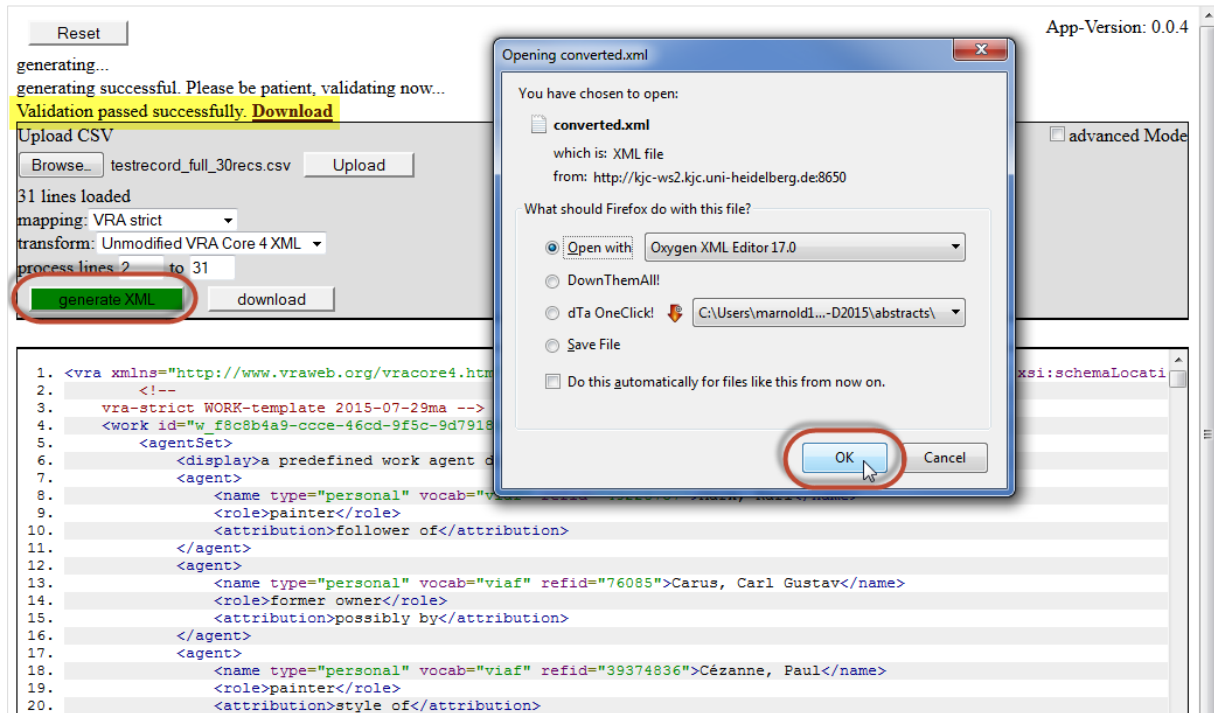 Reset
App-Version: 0.0.4
generating...
generating successful. Please be patient, validating now...
Validation passed successfully. Download
Upload CSV
advanced Mode
Browse... testrecord_full_30recs.csv Upload
31 lines loaded
mapping: VRA strict
transform: Unmodified VRA Core 4 XML
process lines 2 to 31
generate XML download
Opening converted.xml
You have chosen to open:
converted.xml
which is: XML file
from: http://kjc-ws2.kjc.uni-heidelberg.de:8650
What should Firefox do with this file?
Open with Oxygen XML Editor 17.0
DownThemAll!
dTa OneClick! C:\Users\marnold1...-D2015\abstracts\
Save File
Do this automatically for files like this from now on.
OK Cancel
1. <vra xmlns="http://www.vraweb.org/vracore4.htm xsi:schemaLocati
2. <!--
3. vra-strict WORK-template 2015-07-29ma -->
4. <work id="w_f8c8b4a9-ccce-46cd-9f5c-9d7918
5. <agentSet>
6. <display>a predefined work agent d
7. <agent>
8. <name type="personal" vocab="v
9. <role>painter</role>
10. <attribution>follower of</attribution>
11. </agent>
12. <agent>
13. <name type="personal" vocab="viaf" refid="76085">Carus, Carl Gustav</name>
14. <role>former owner</role>
15. <attribution>possibly by</attribution>
16. </agent>
17. <agent>
18. <name type="personal" vocab="viaf" refid="39374836">Cézanne, Paul</name>
19. <role>painter</role>
20. <attribution>style of</attribution>